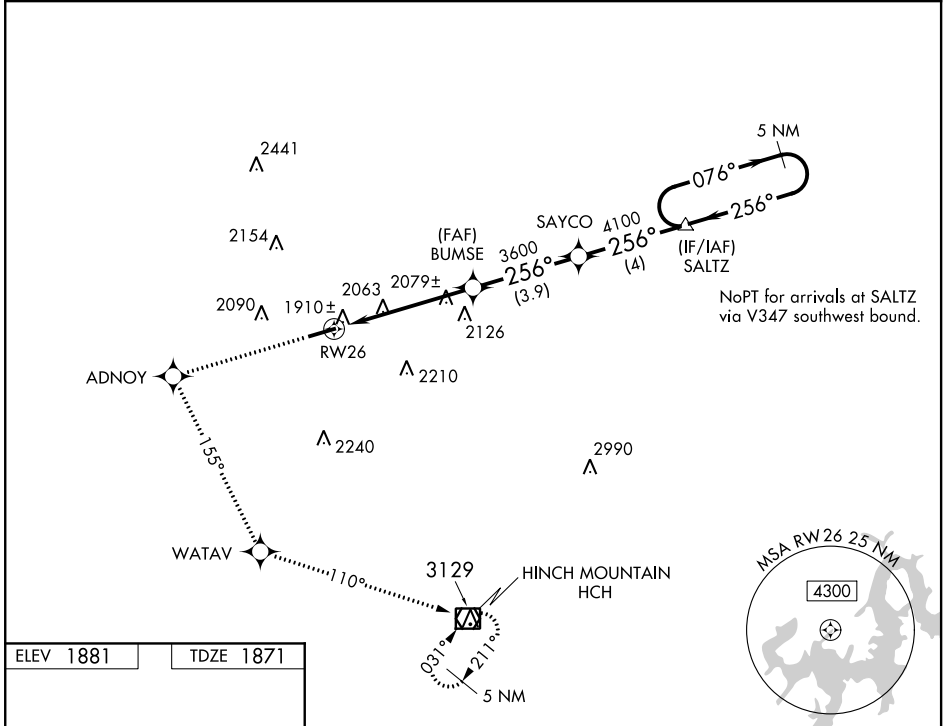 5 NM
2441
076°
256°
SAYCO
4100
256°
(4)
(IF/IAF)
SALTZ
(FAF)
BUMSE
3600
256°
(3.9)
2154
2079±
2063
2090
1910±
2126
NoPT for arrivals at SALTZ
via V347 southwest bound.
RW26
ADNOY
2210
2240
2990
155°
WATAV
110°
3129
HINCH MOUNTAIN
HCH
031°
211°
5 NM
MSA RW26 25 NM
4300
ELEV 1881
TDZE 1871